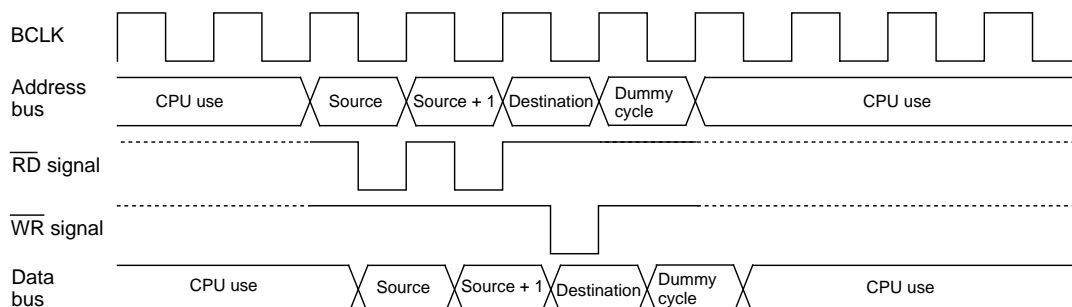 BCLK
Address
bus
CPU use
Source
Source + 1
Destination
Dummy
cycle
CPU use
RD signal
WR signal
Data
bus
CPU use
Source
Source + 1
Destination
Dummy
cycle
CPU use